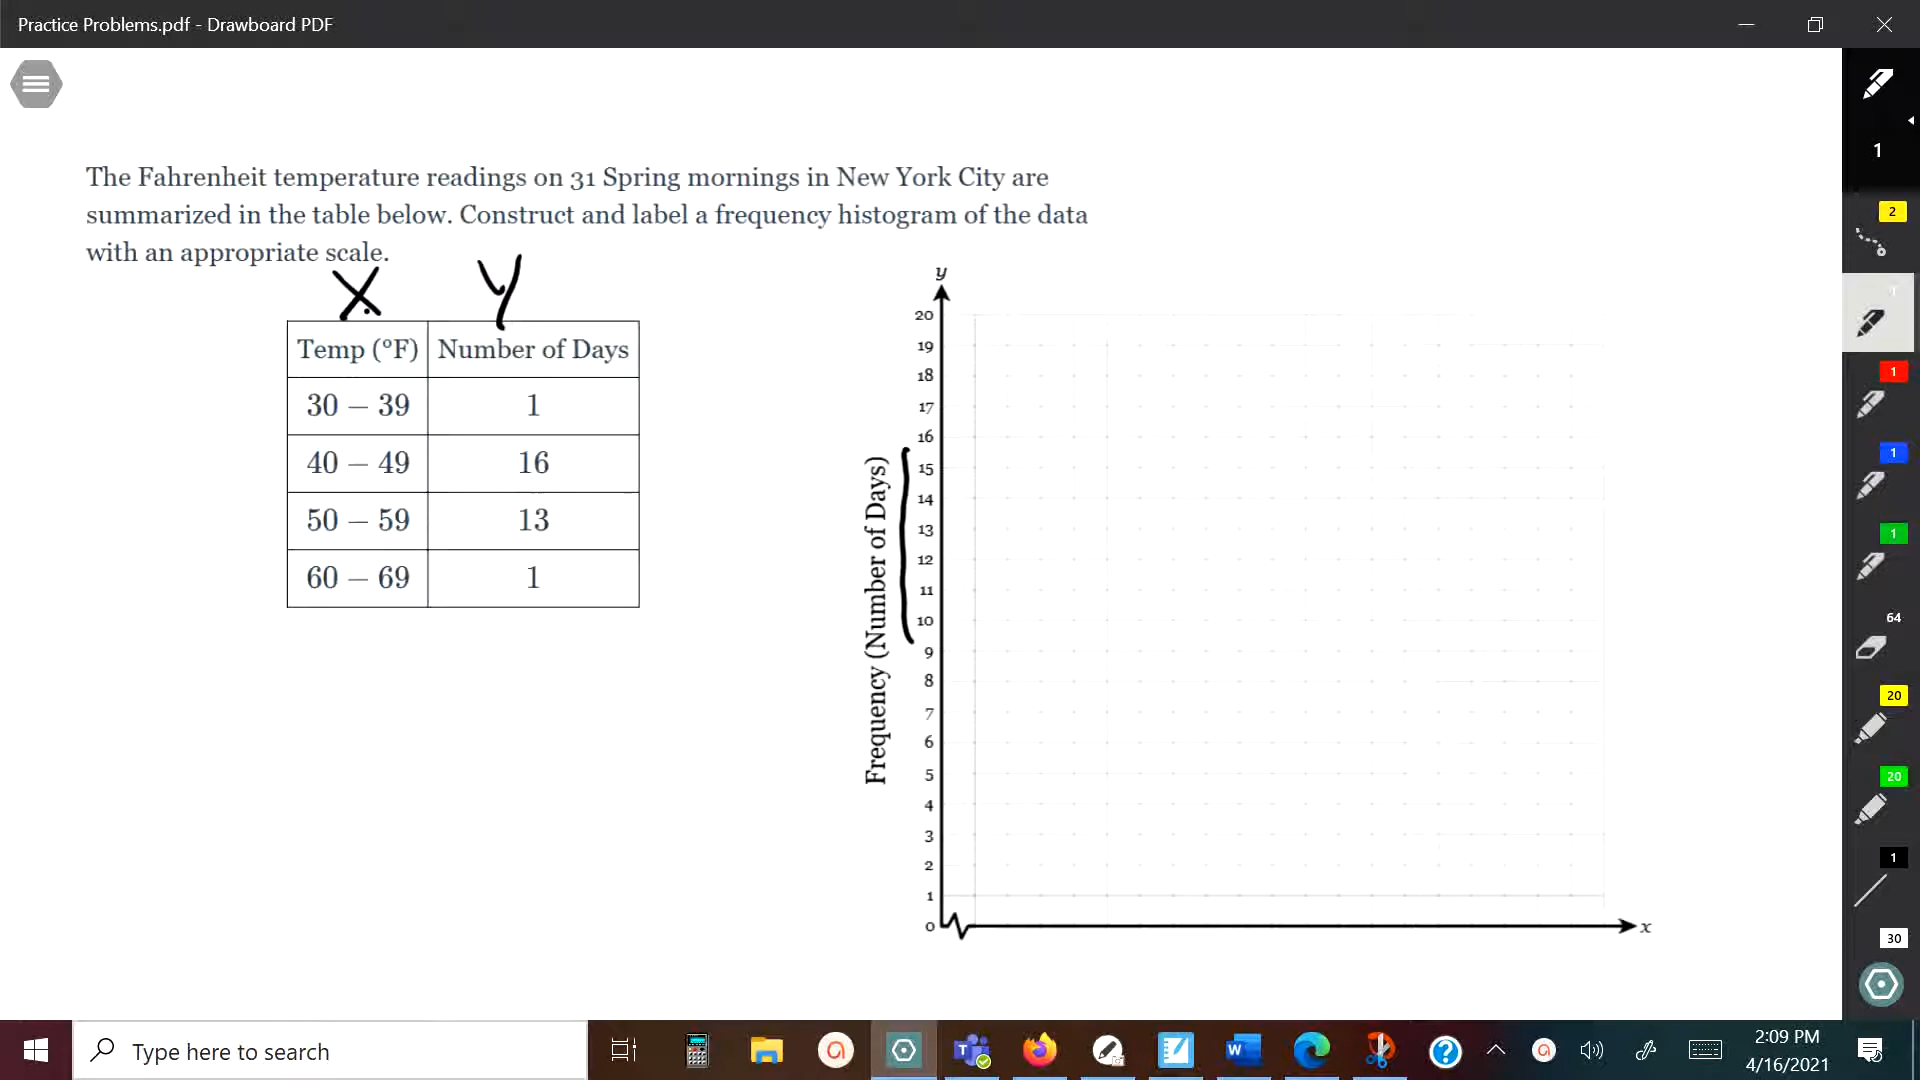 Practice Problems.pdf - Drawboard PDF
The Fahrenheit temperature readings on 31 Spring mornings in New York City are
summarized in the table below. Construct and label a frequency histogram of the data
with an appropriate scale.
X Y
Temp (°F) Number of Days
30 – 39 1
40 – 49 16
50 – 59 13
60 – 69 1
y
20
19
18
17
16
15
14
13
12
11
10
9
8
7
6
5
4
3
2
1
0
x
Frequency (Number of Days)
1
2
1
1
1
1
64
20
20
1
30
Type here to search
2:09 PM
4/16/2021